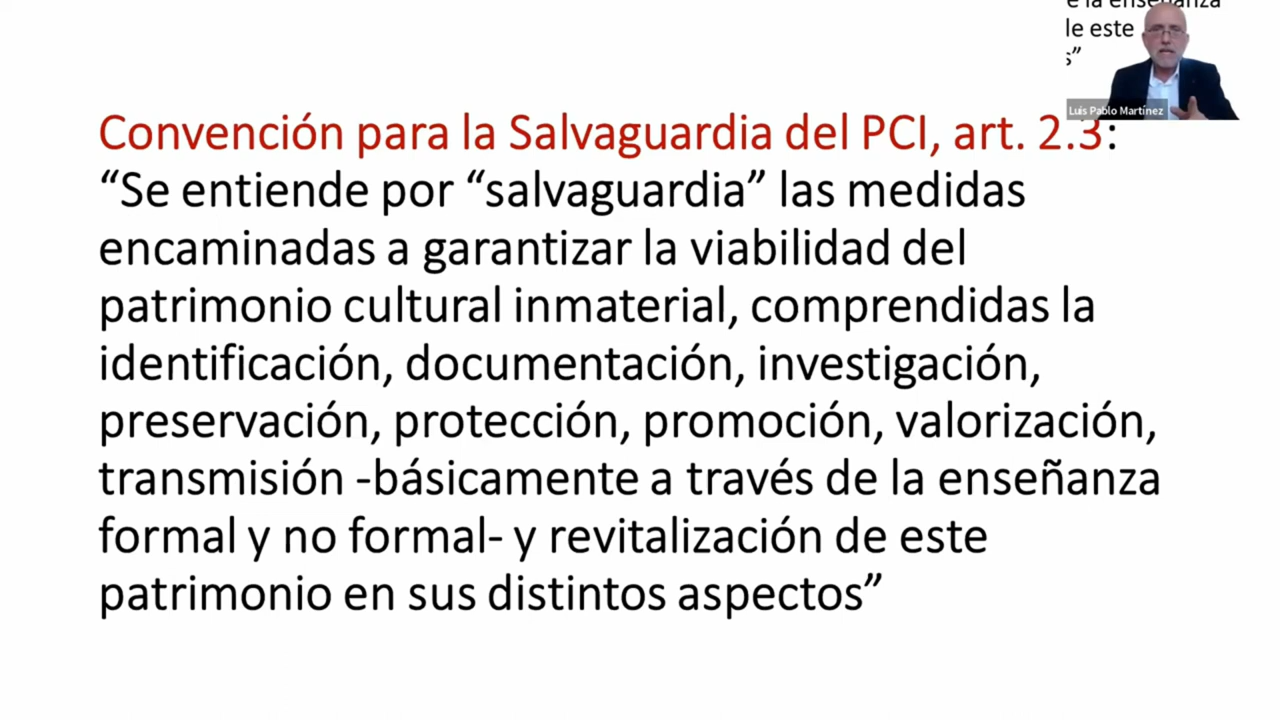 le este
s”
Luis Pablo Martínez
Convención para la Salvaguardia del PCI, art. 2.3:
“Se entiende por “salvaguardia” las medidas
encaminadas a garantizar la viabilidad del
patrimonio cultural inmaterial, comprendidas la
identificación, documentación, investigación,
preservación, protección, promoción, valorización,
transmisión -básicamente a través de la enseñanza
formal y no formal- y revitalización de este
patrimonio en sus distintos aspectos”